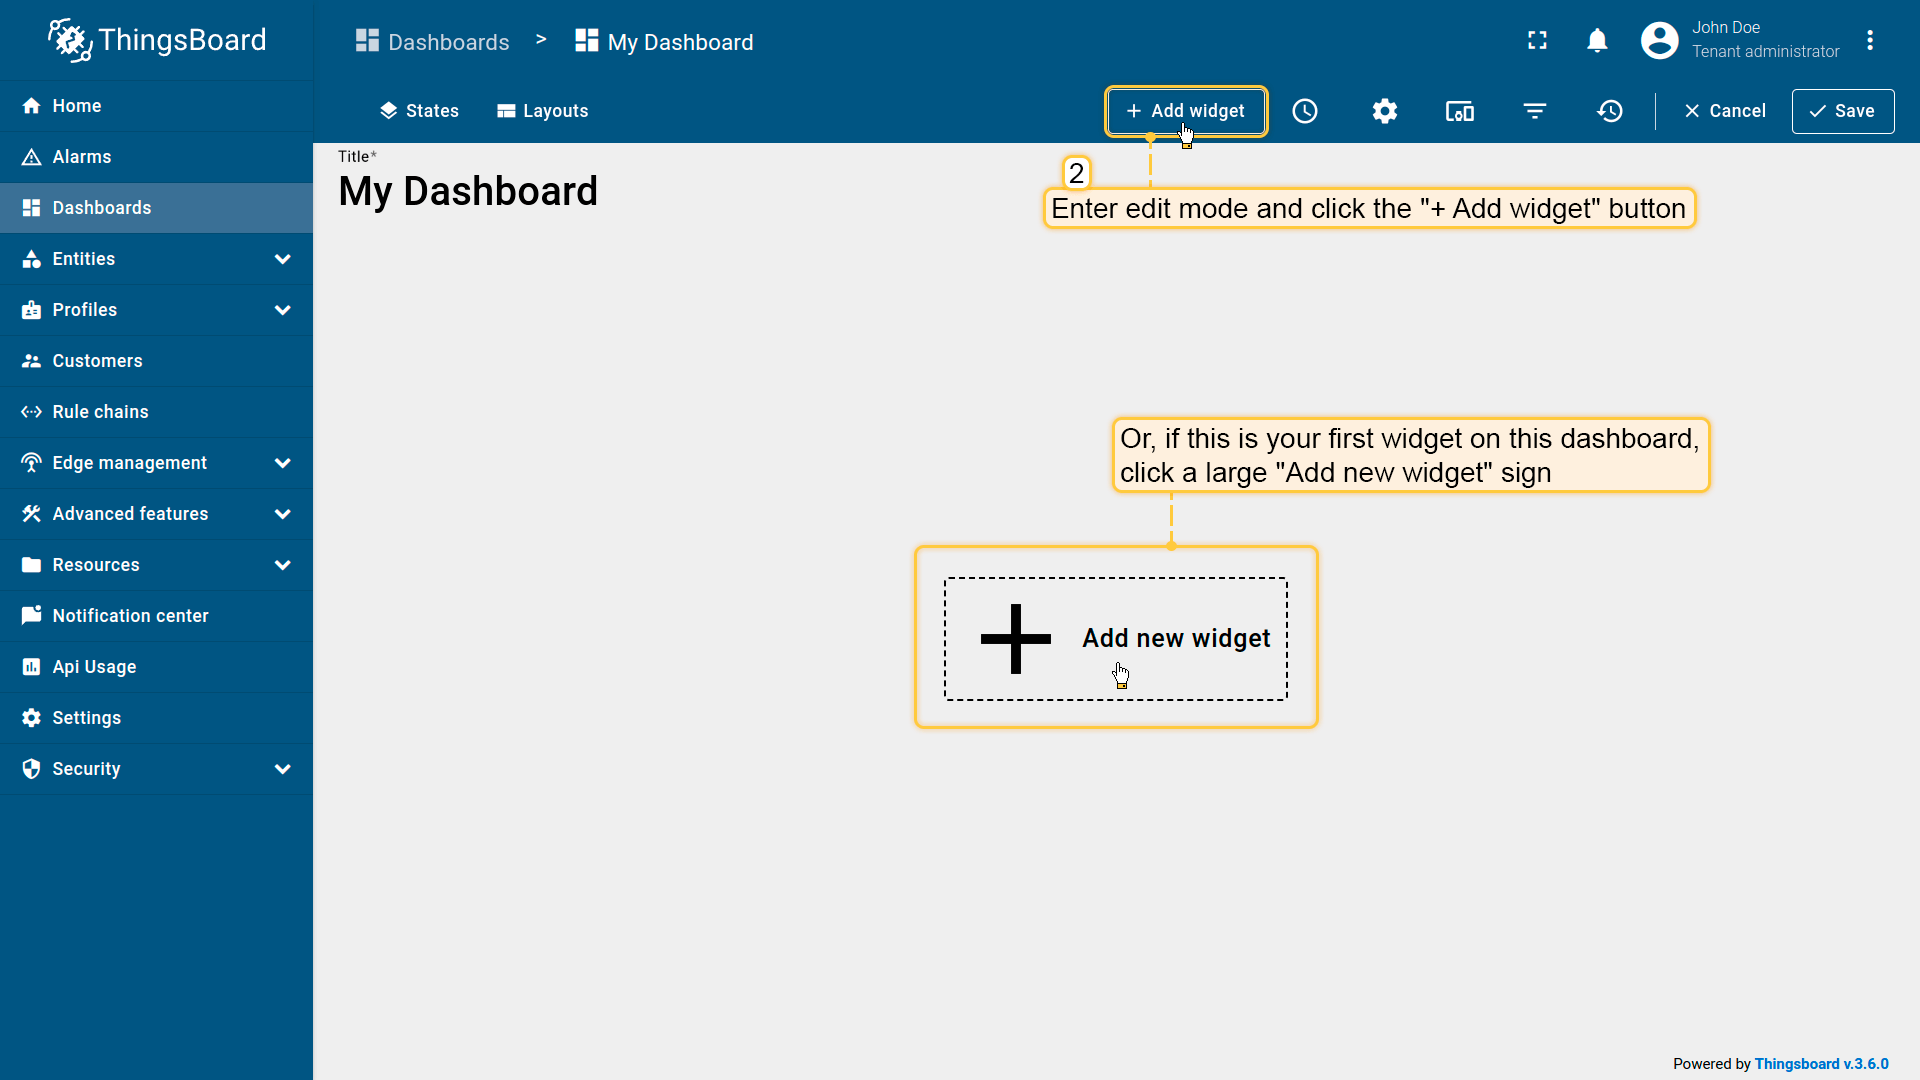 ThingsBoard
Dashboards > My Dashboard
John Doe
Tenant administrator
States
Layouts
+ Add widget
Cancel
Save
Home
Alarms
Dashboards
Entities
Profiles
Customers
Rule chains
Edge management
Advanced features
Resources
Notification center
Api Usage
Settings
Security
Title*
My Dashboard
2
Enter edit mode and click the "+ Add widget" button
Or, if this is your first widget on this dashboard,
click a large "Add new widget" sign
Add new widget
Powered by Thingsboard v.3.6.0